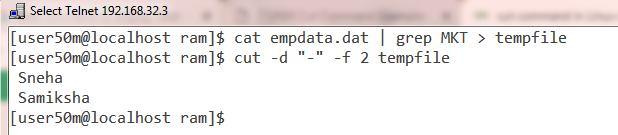 Select Telnet 192.168.32.3
[user50m@localhost ram]$ cat empdata.dat | grep MKT > tempfile
[user50m@localhost ram]$ cut -d "-" -f 2 tempfile
 Sneha
 Samiksha
[user50m@localhost ram]$